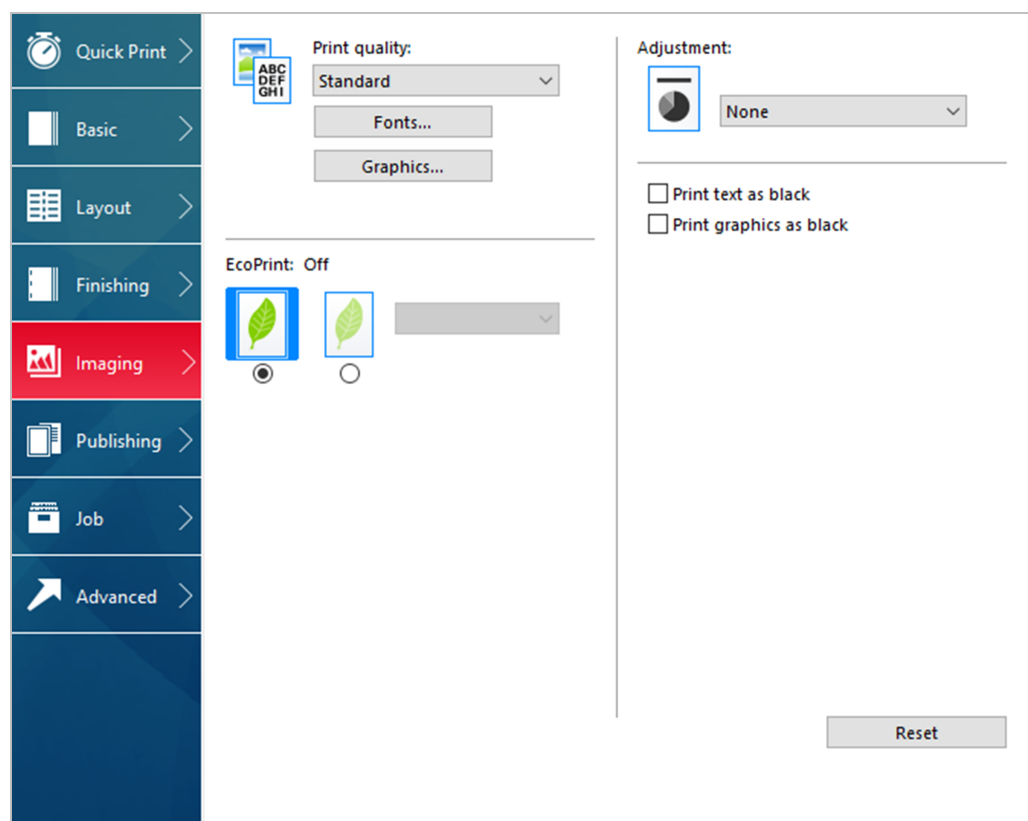 Quick Print
Basic
Layout
Finishing
Imaging
Publishing
Job
Advanced
Print quality:
ABC
DEF
GHI
Standard
Fonts...
Graphics...
EcoPrint: Off
Adjustment:
None
Print text as black
Print graphics as black
Reset